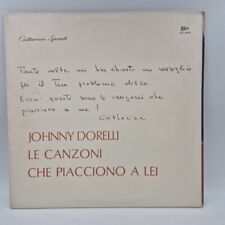 Catherine Spaak
Tante volte mi hai chiesto un consiglio
per il tuo prossimo disco.
Ecco: queste sono le canzoni che
piacciono a me!
Catherine
JOHNNY DORELLI
LE CANZONI
CHE PIACCIONO A LEI